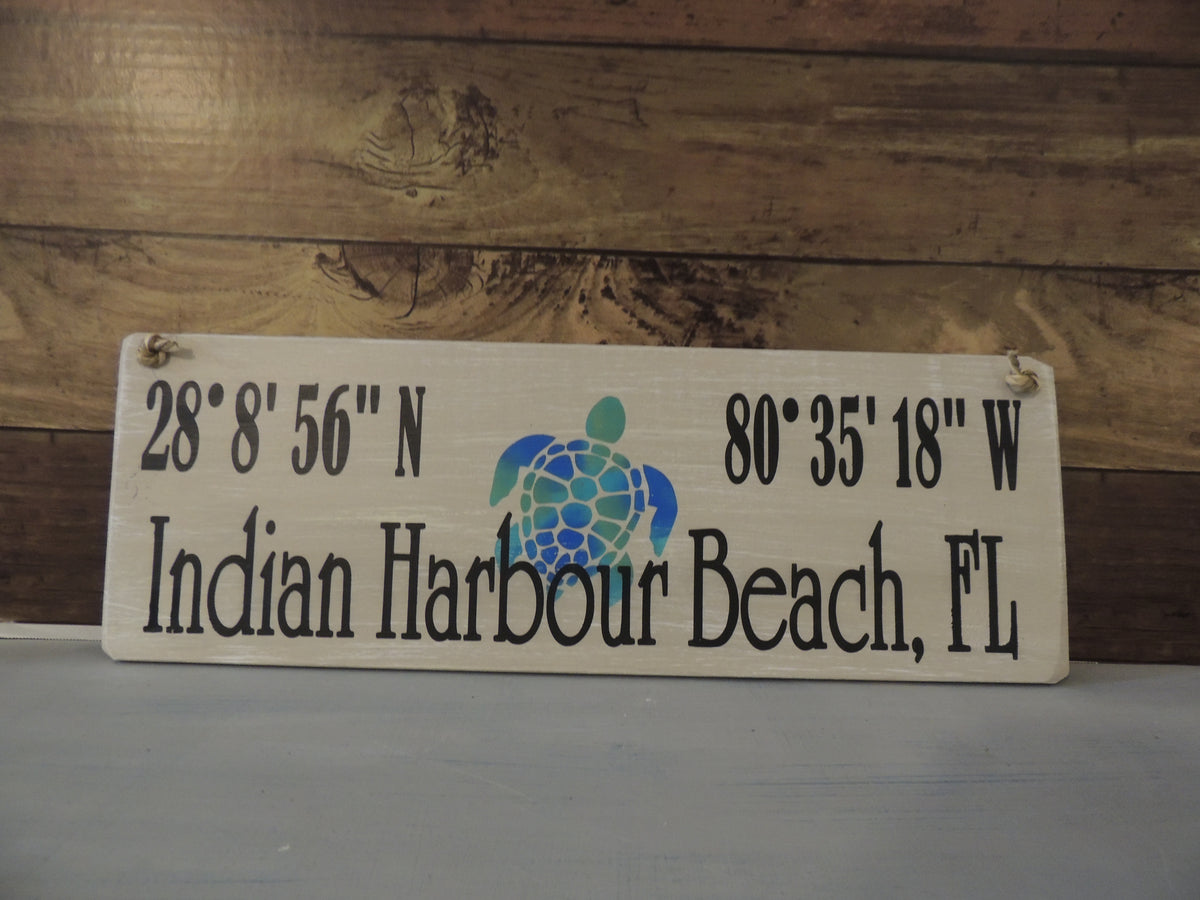 28° 8' 56" N 80° 35' 18" W
Indian Harbour Beach, FL